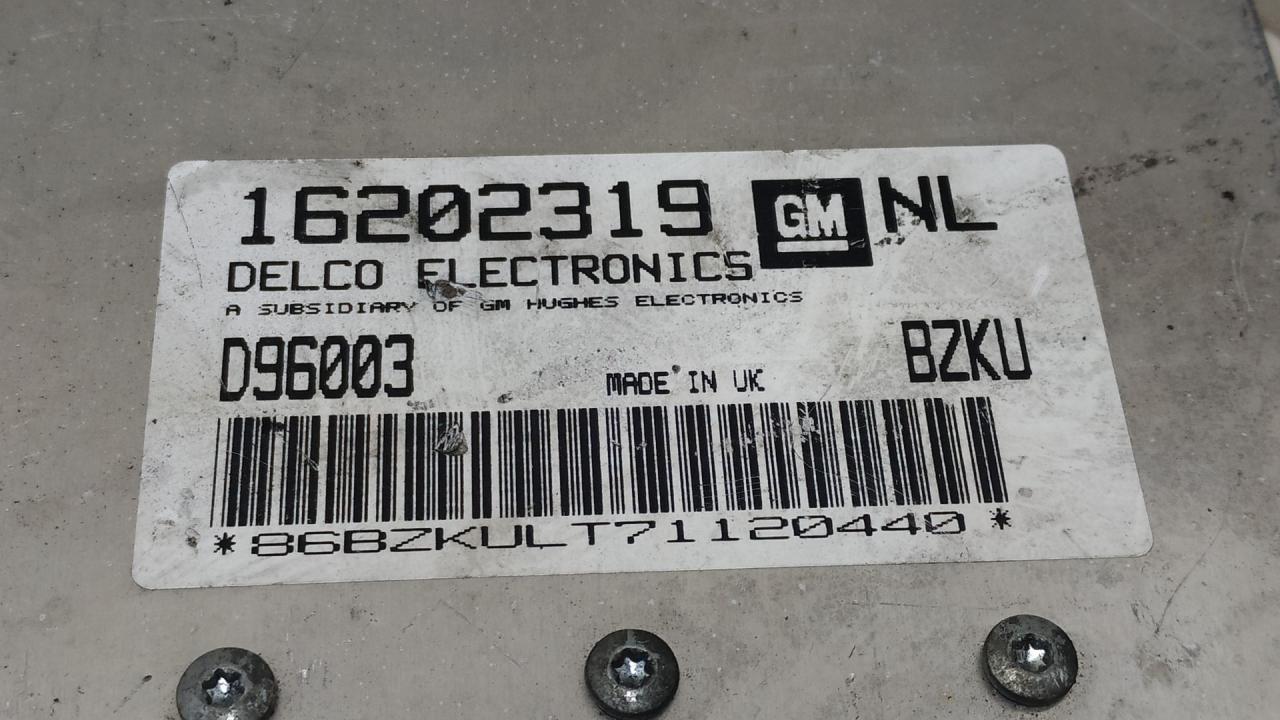 16202319 GM NL
DELCO ELECTRONICS
A SUBSIDIARY OF GM HUGHES ELECTRONICS
D96003 MADE IN UK BZKU
*86BZKULT71120440*